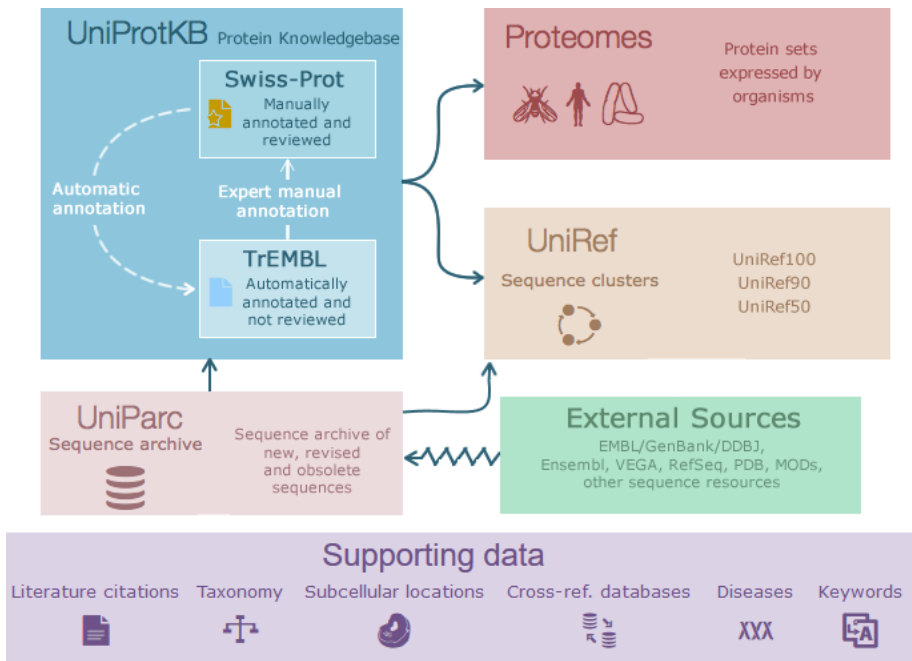 UniProtKB Protein Knowledgebase
Swiss-Prot
Manually
annotated and
reviewed
Automatic
annotation
Expert manual
annotation
TrEMBL
Automatically
annotated and
not reviewed
Proteomes
Protein sets
expressed by
organisms
UniRef
Sequence clusters
UniRef100
UniRef90
UniRef50
UniParc
Sequence archive
Sequence archive of
new, revised
and obsolete
sequences
External Sources
EMBL/GenBank/DDBJ,
Ensembl, VEGA, RefSeq, PDB, MODs,
other sequence resources
Supporting data
Literature citations Taxonomy Subcellular locations Cross-ref. databases Diseases Keywords
XXX
A